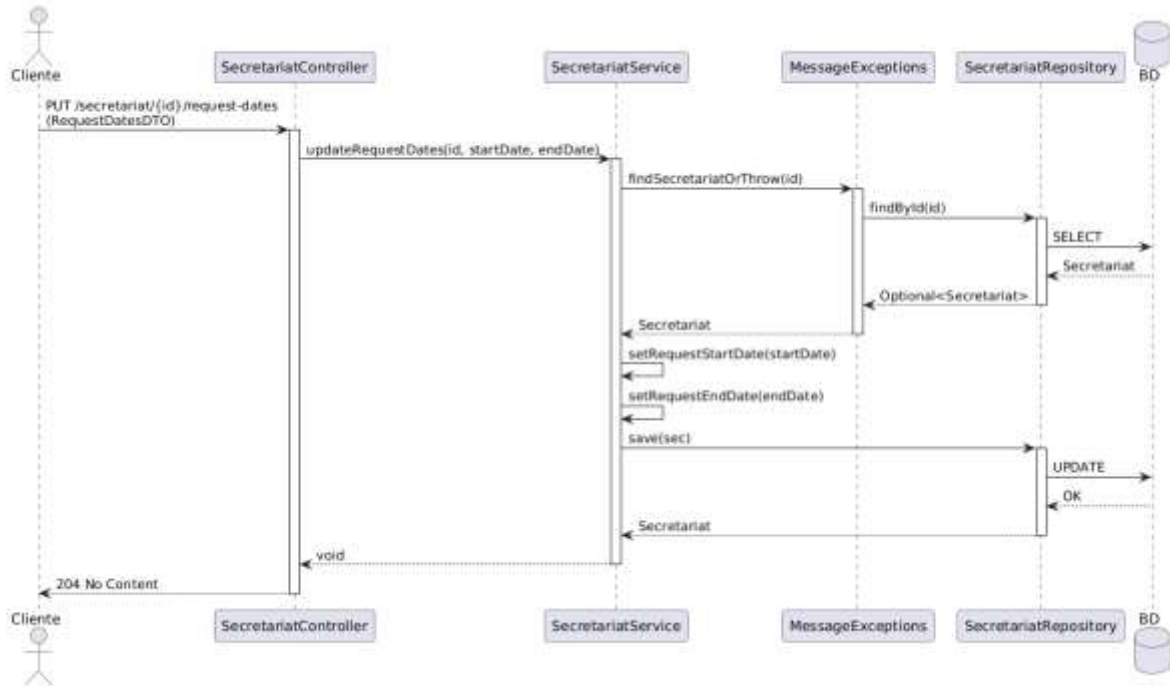 Cliente
SecretariatController
SecretariatService
MessageExceptions
SecretariatRepository
BD
PUT /secretariat/{id}/request-dates
(RequestDatesDTO)
updateRequestDates(id, startDate, endDate)
findSecretariatOrThrow(id)
findById(id)
SELECT
Secretariat
Optional<Secretariat>
Secretariat
setRequestStartDate(startDate)
setRequestEndDate(endDate)
save(sec)
UPDATE
OK
Secretariat
void
204 No Content
Cliente
SecretariatController
SecretariatService
MessageExceptions
SecretariatRepository
BD